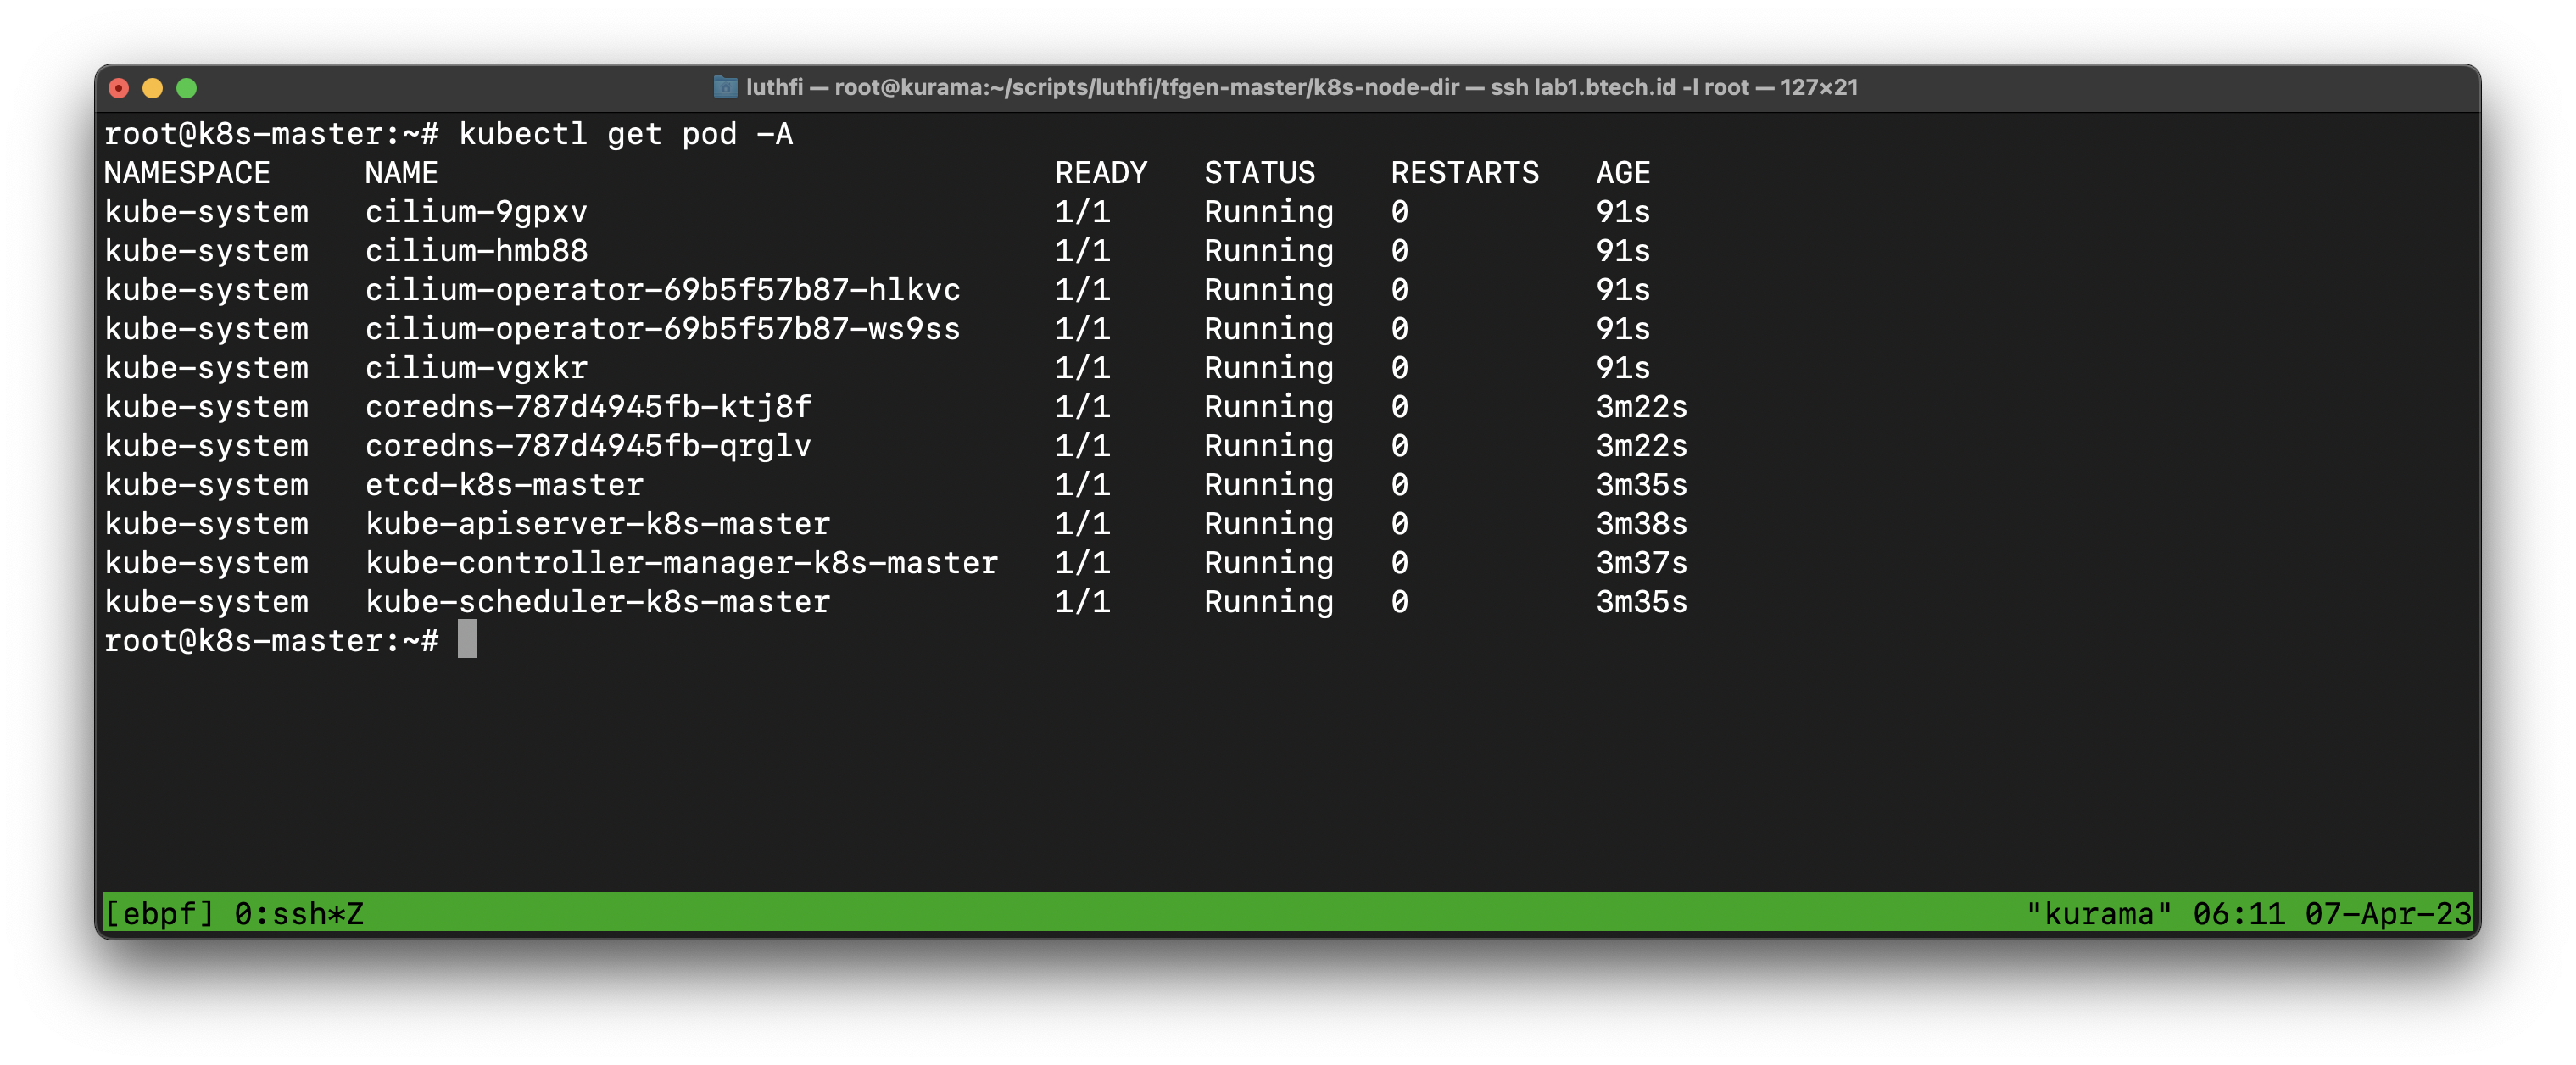 luthfi — root@kurama:~/scripts/luthfi/tfgen-master/k8s-node-dir — ssh lab1.btech.id -l root — 127×21
root@k8s-master:~# kubectl get pod -A
NAMESPACE     NAME                                 READY   STATUS    RESTARTS   AGE
kube-system   cilium-9gpxv                         1/1     Running   0          91s
kube-system   cilium-hmb88                         1/1     Running   0          91s
kube-system   cilium-operator-69b5f57b87-hlkvc     1/1     Running   0          91s
kube-system   cilium-operator-69b5f57b87-ws9ss     1/1     Running   0          91s
kube-system   cilium-vgxkr                         1/1     Running   0          91s
kube-system   coredns-787d4945fb-ktj8f             1/1     Running   0          3m22s
kube-system   coredns-787d4945fb-qrglv             1/1     Running   0          3m22s
kube-system   etcd-k8s-master                      1/1     Running   0          3m35s
kube-system   kube-apiserver-k8s-master            1/1     Running   0          3m38s
kube-system   kube-controller-manager-k8s-master   1/1     Running   0          3m37s
kube-system   kube-scheduler-k8s-master            1/1     Running   0          3m35s
root@k8s-master:~#
[ebpf] 0:ssh*Z "kurama" 06:11 07-Apr-23